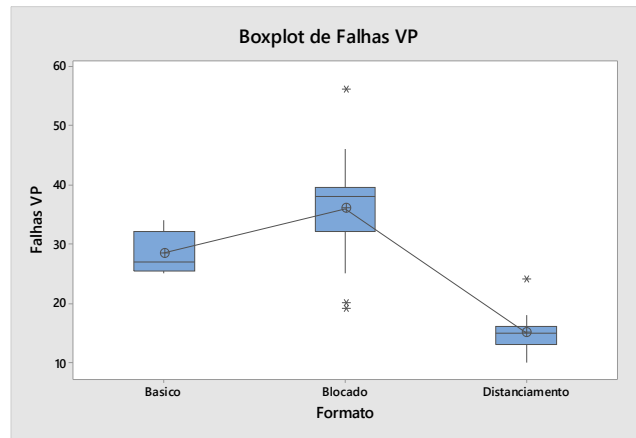 Boxplot de Falhas VP
60
50
40
30
20
10
Falhas VP
Basico
Blocado
Distanciamento
Formato